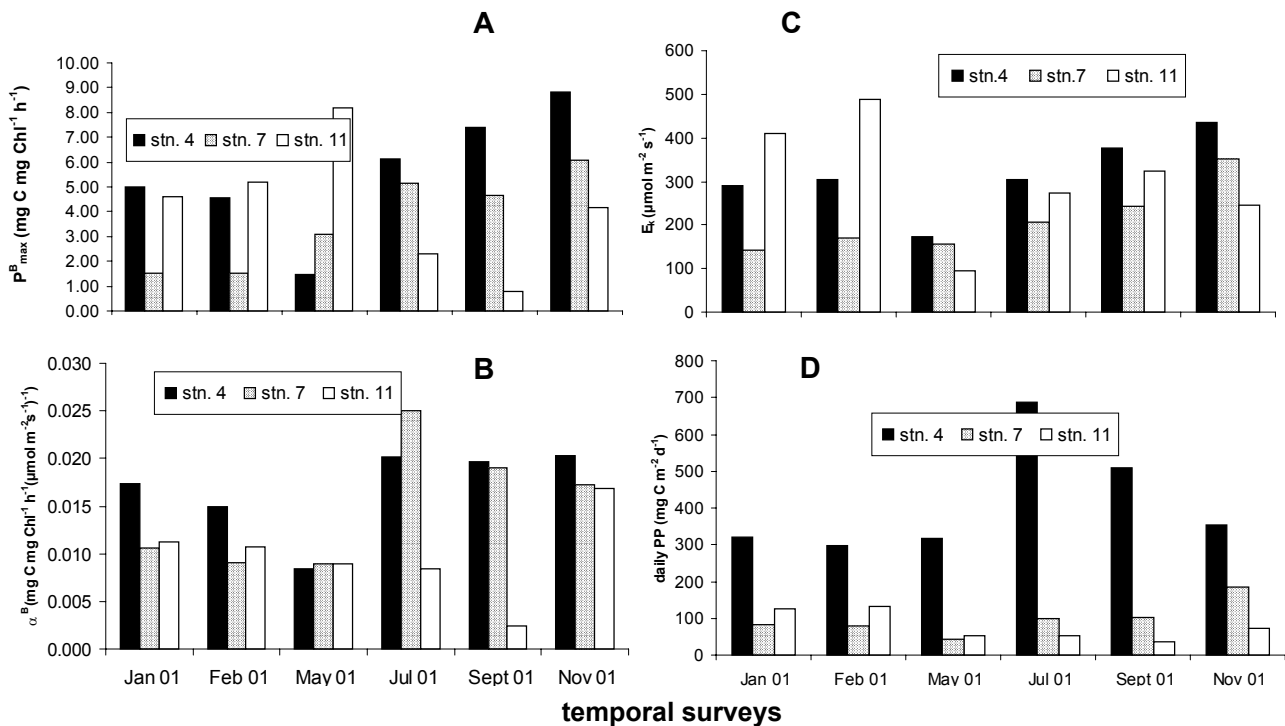 A
P^B_max (mg C mg Chl^-1 h^-1)
10.00
9.00
8.00
7.00
6.00
5.00
4.00
3.00
2.00
1.00
0.00
stn. 4 stn. 7 stn. 11
C
E_k (µmol m^-2 s^-1)
600
500
400
300
200
100
0
stn.4 stn.7 stn. 11
B
α^B (mg C mg Chl^-1 h^-1(µmol m^-2s^-1)^-1)
0.030
0.025
0.020
0.015
0.010
0.005
0.000
stn. 4 stn. 7 stn. 11
Jan 01 Feb 01 May 01 Jul 01 Sept 01 Nov 01
D
daily PP (mg C m^-2 d^-1)
800
700
600
500
400
300
200
100
0
stn. 4 stn. 7 stn. 11
Jan 01 Feb 01 May 01 Jul 01 Sept 01 Nov 01
temporal surveys